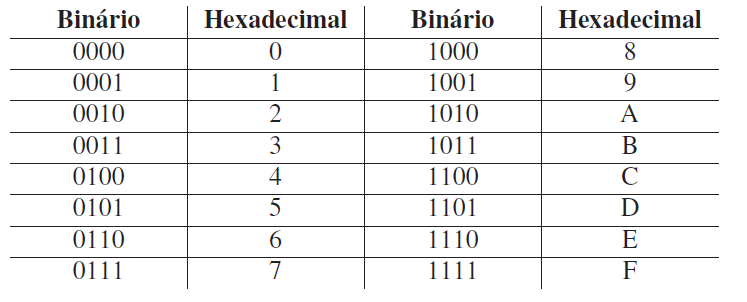 Binário Hexadecimal Binário Hexadecimal
0000 0 1000 8
0001 1 1001 9
0010 2 1010 A
0011 3 1011 B
0100 4 1100 C
0101 5 1101 D
0110 6 1110 E
0111 7 1111 F